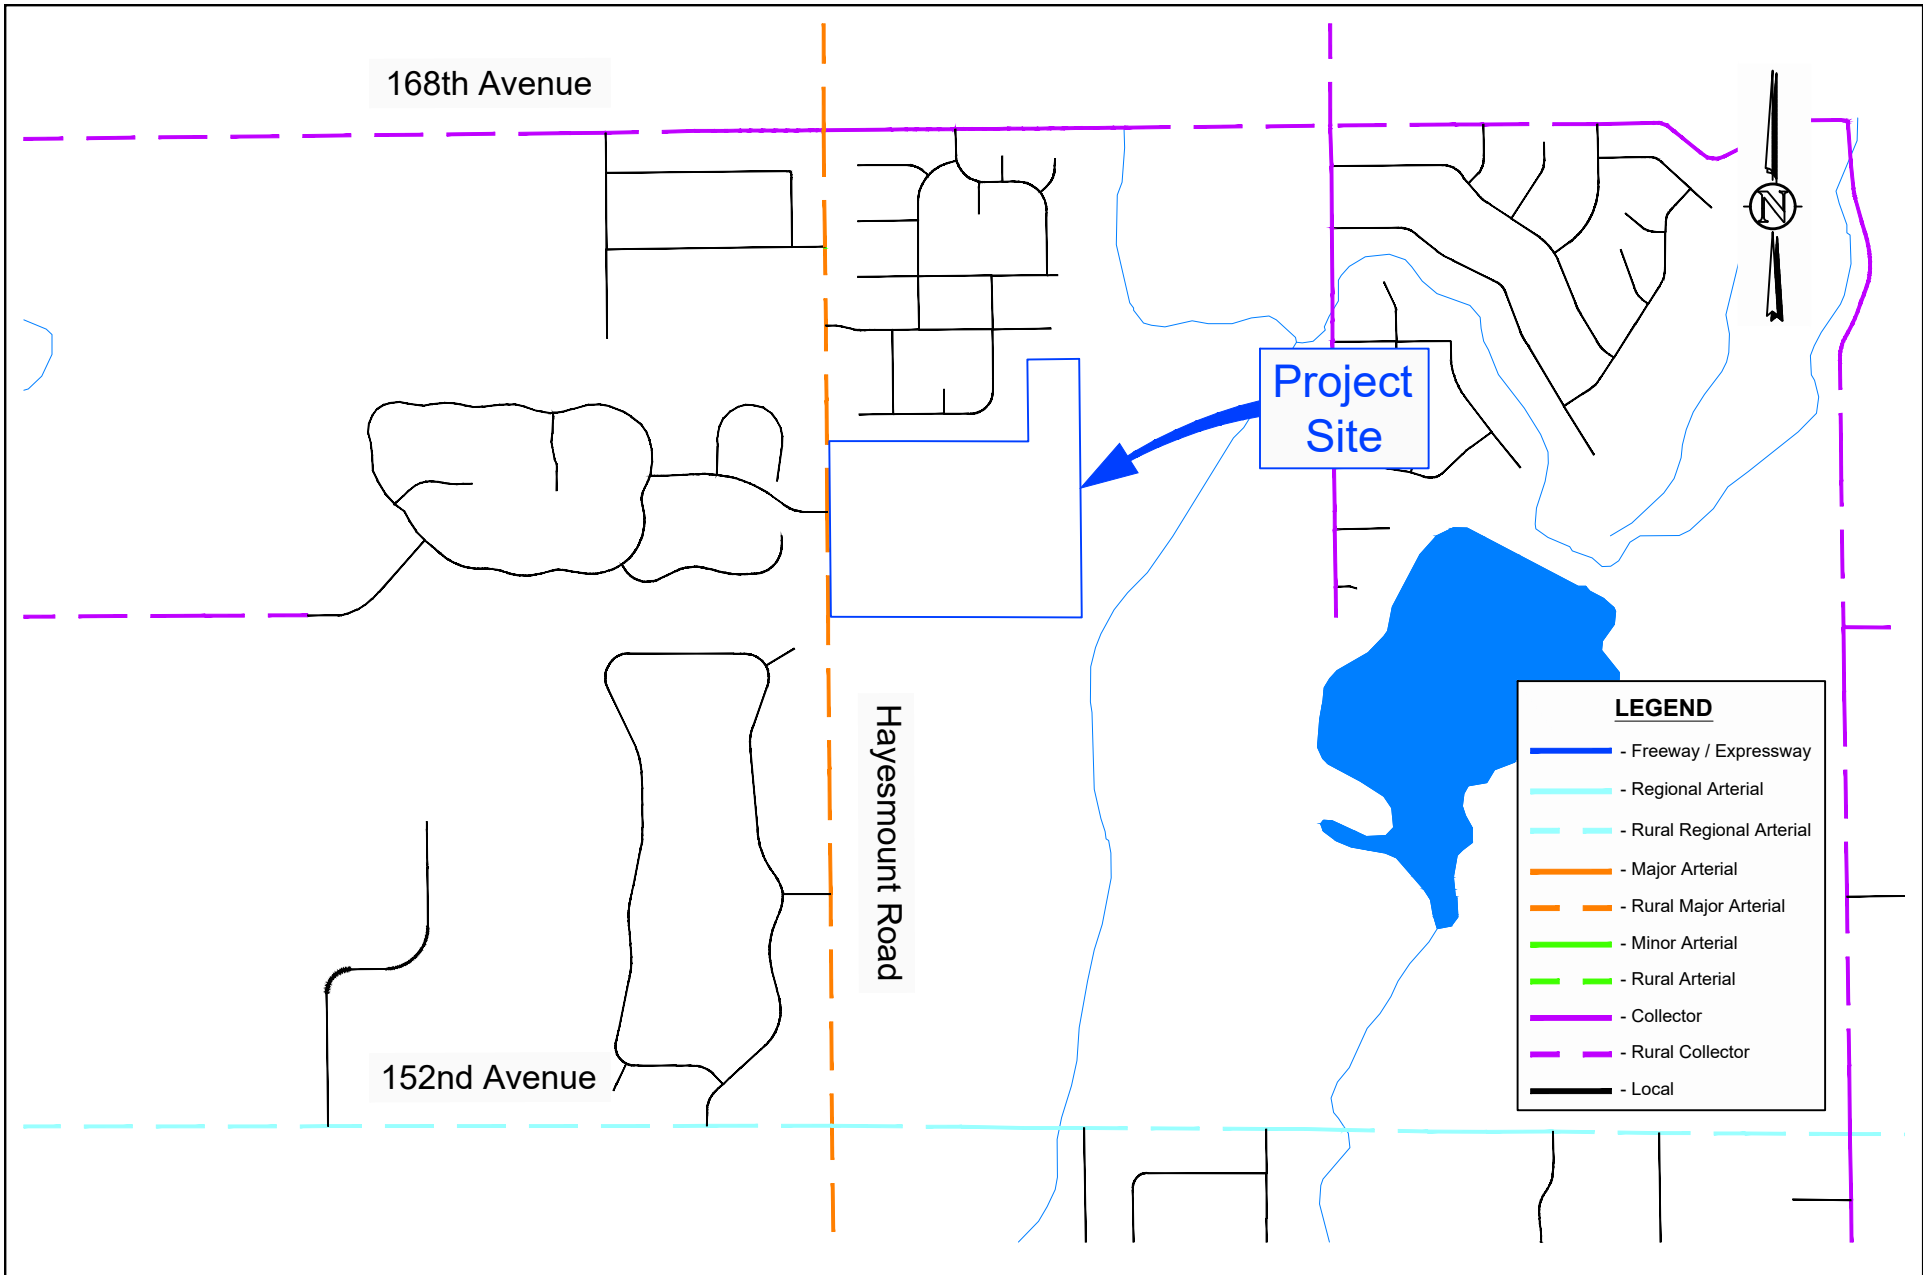 168th Avenue
N
Project
Site
Hayesmount Road
LEGEND
- Freeway / Expressway
- Regional Arterial
- Rural Regional Arterial
- Major Arterial
- Rural Major Arterial
- Minor Arterial
- Rural Arterial
- Collector
- Rural Collector
- Local
152nd Avenue